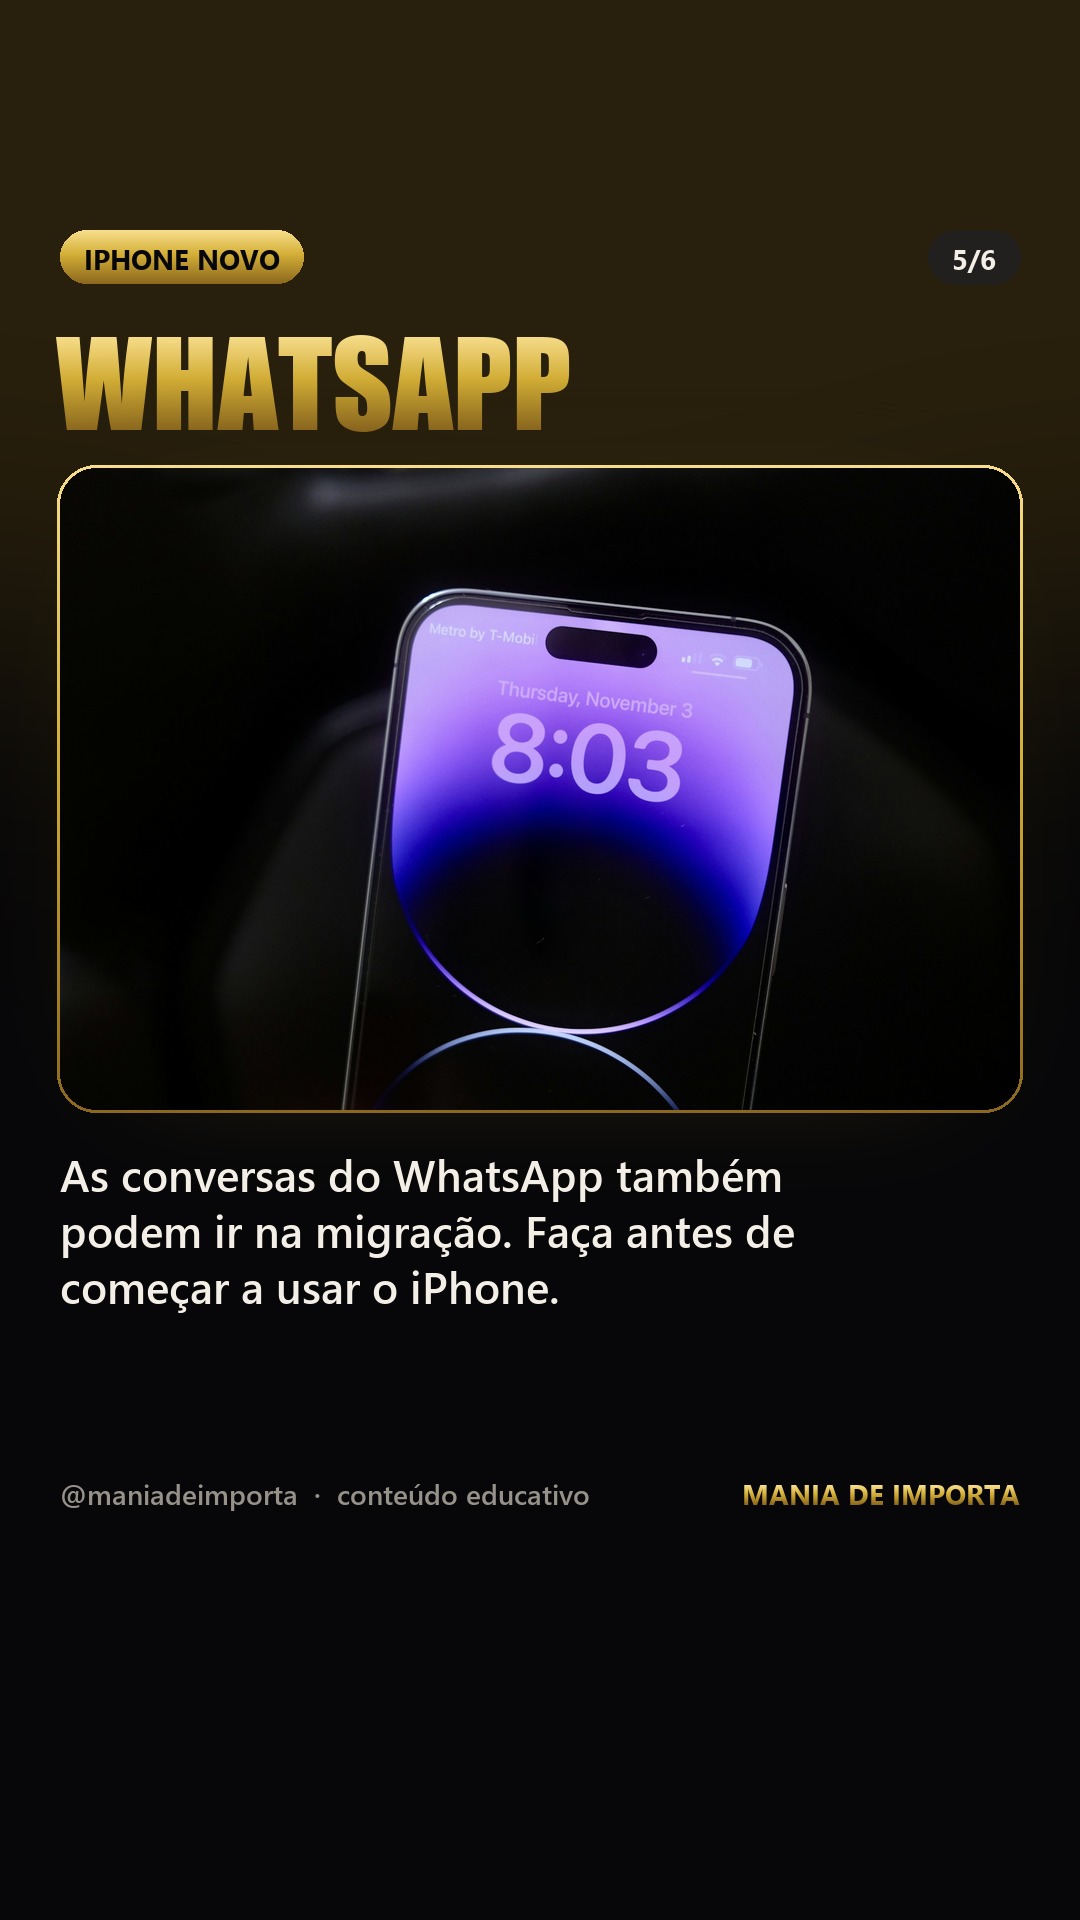 IPHONE NOVO
5/6
WHATSAPP
Metro by T-Mobi
Thursday, November 3
8:03
As conversas do WhatsApp também
podem ir na migração. Faça antes de
começar a usar o iPhone.
@maniadeimporta · conteúdo educativo
MANIA DE IMPORTA